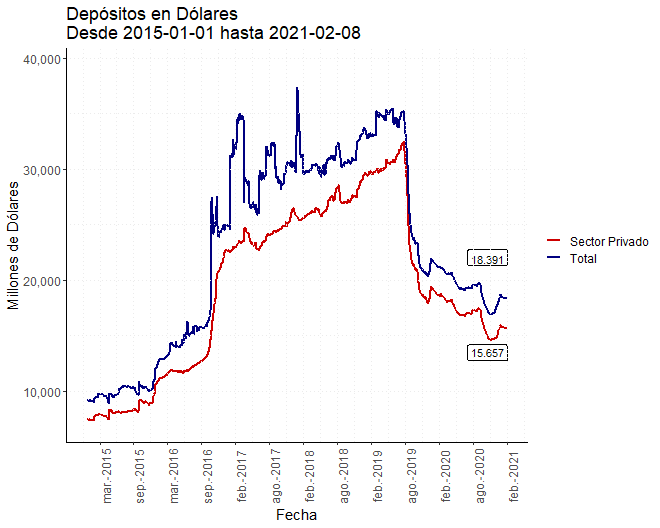 Depósitos en Dólares
Desde 2015-01-01 hasta 2021-02-08
Millones de Dólares
40,000
30,000
20,000
10,000
18.391
15.657
Sector Privado
Total
mar.-2015
sep.-2015
mar.-2016
ago.-2016
feb.-2017
ago.-2017
feb.-2018
ago.-2018
feb.-2019
ago.-2019
feb.-2020
ago.-2020
feb.-2021
Fecha